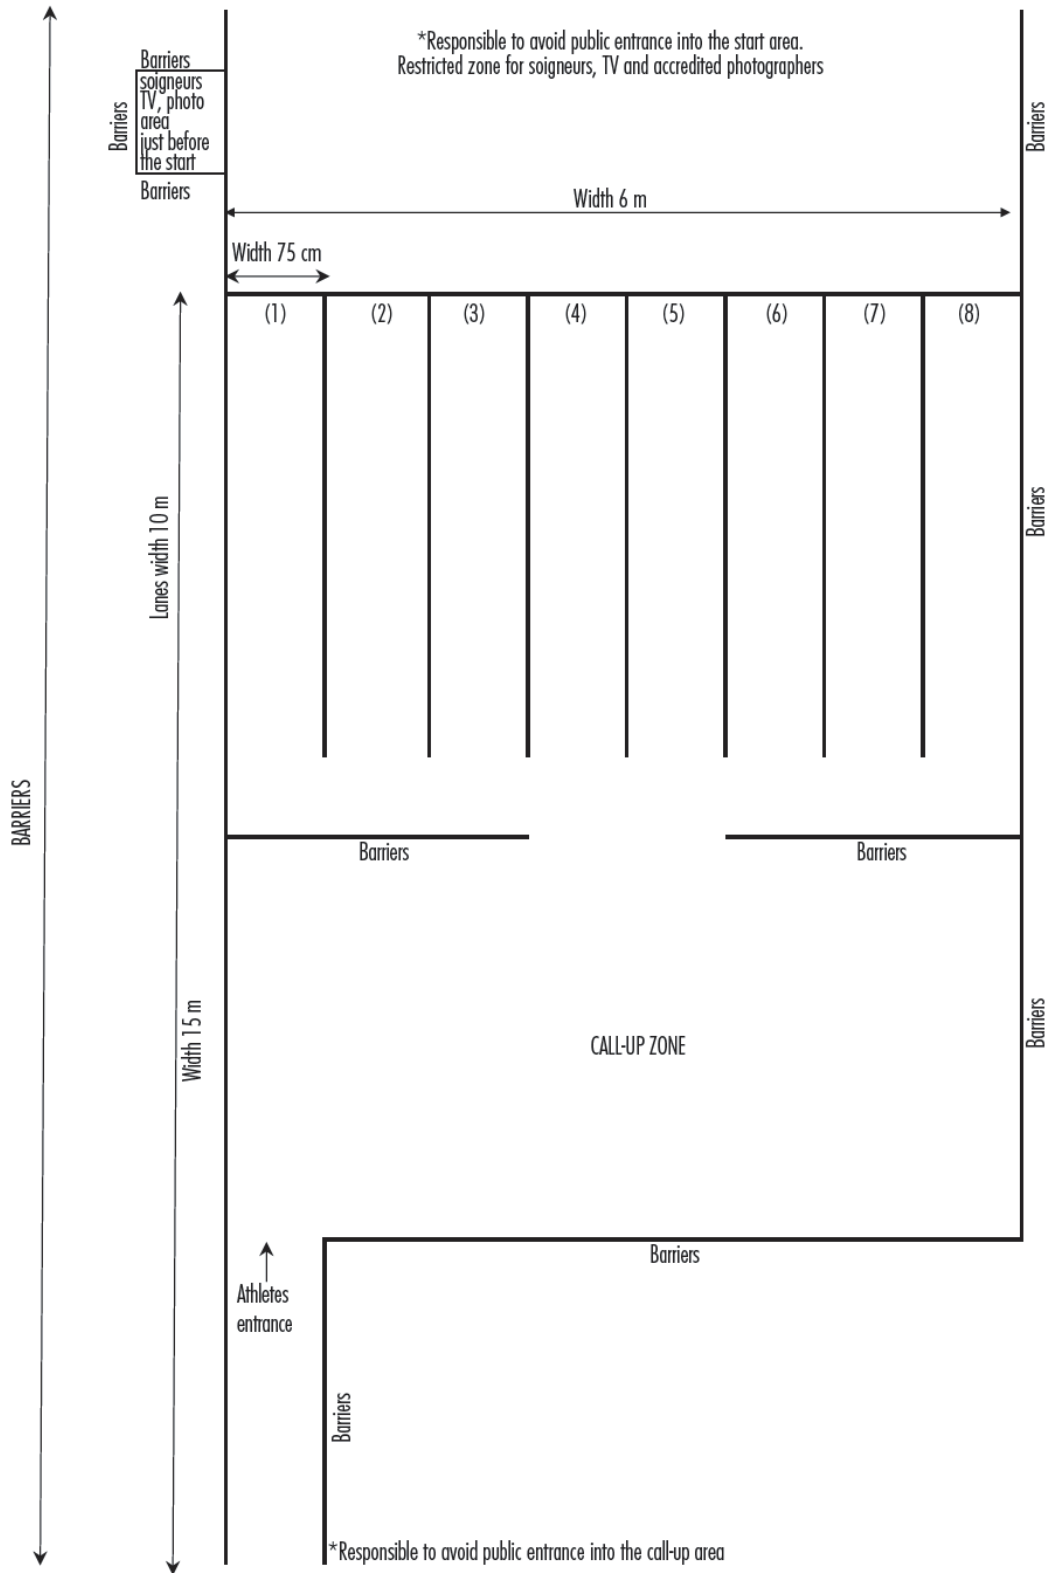 *Responsible to avoid public entrance into the start area.
Restricted zone for soigneurs, TV and accredited photographers
Barriers
soigneurs
TV, photo
area
just before
the start
Barriers
Barriers
Barriers
Width 6 m
Width 75 cm
(1) (2) (3) (4) (5) (6) (7) (8)
Lanes width 10 m
Barriers
BARRIERS
Barriers
Barriers
Width 15 m
CALL-UP ZONE
Barriers
Barriers
Athletes
entrance
Barriers
*Responsible to avoid public entrance into the call-up area